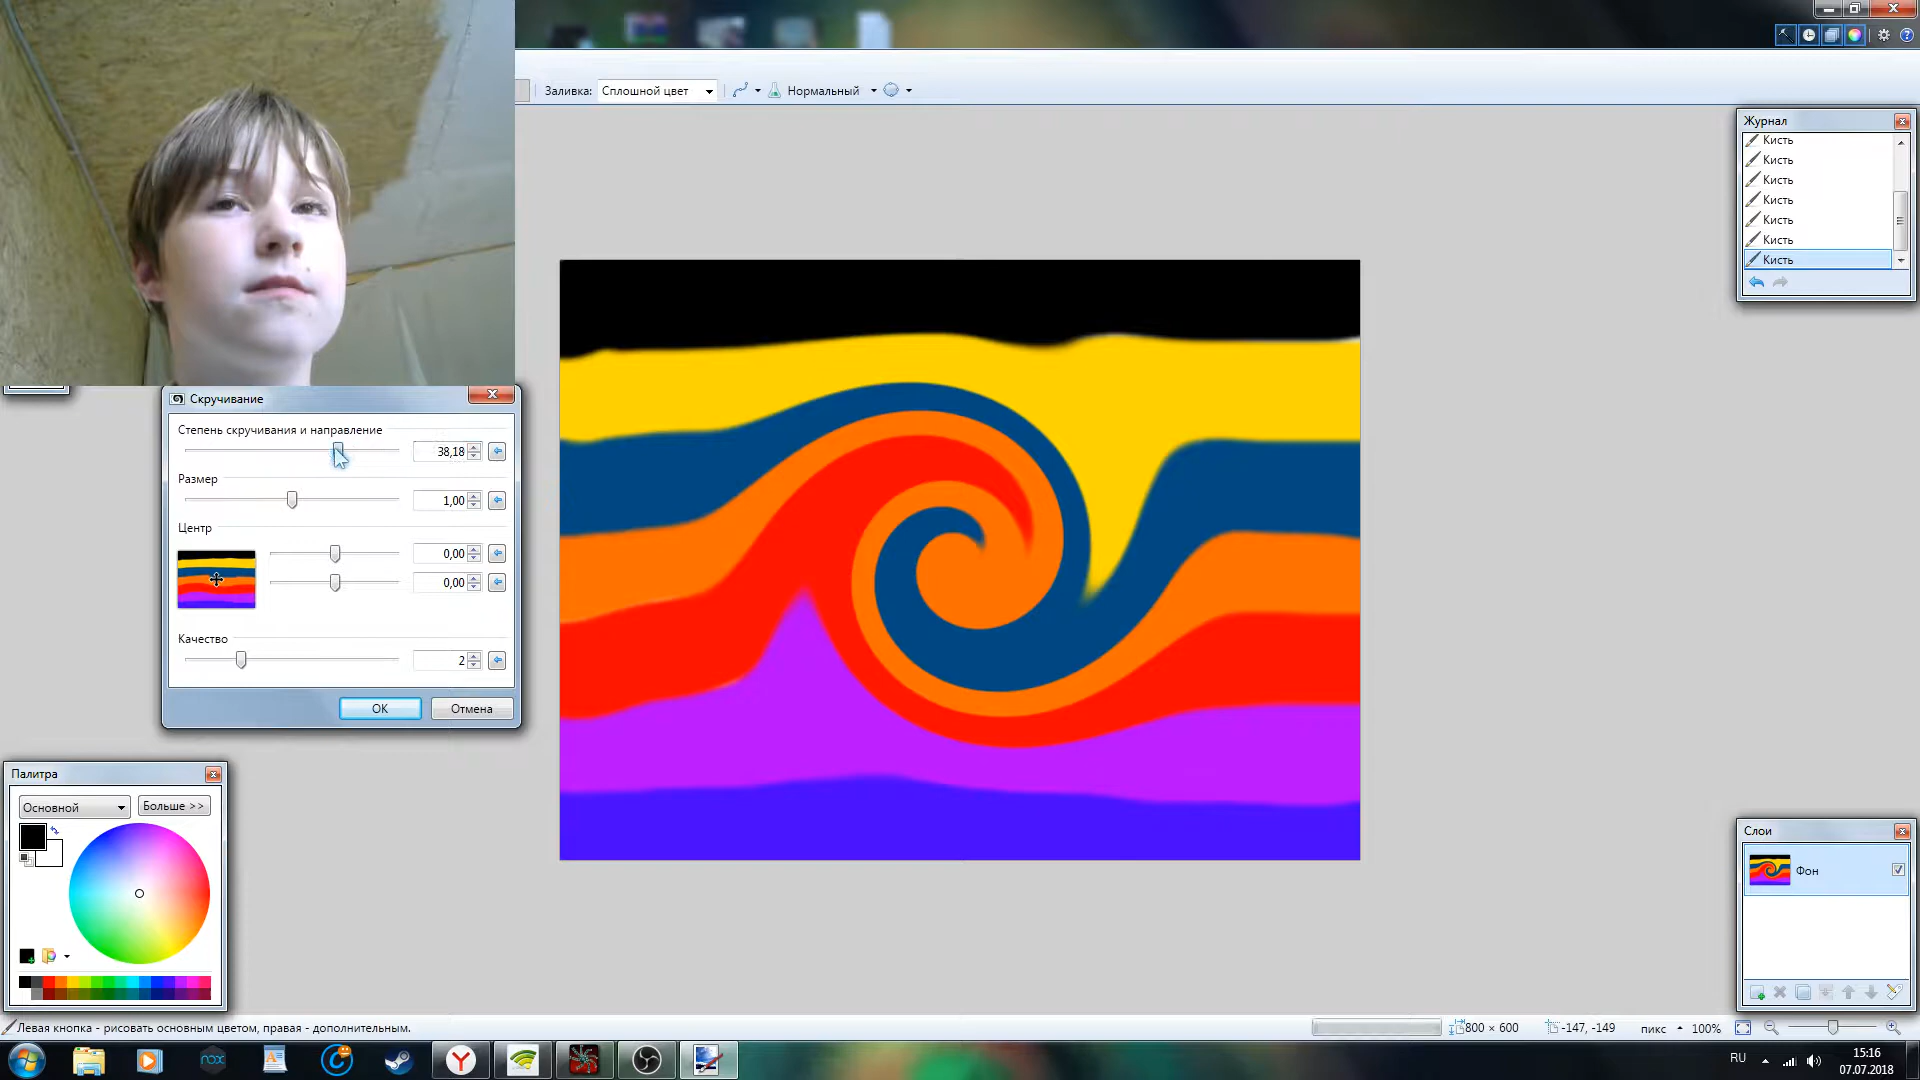 Заливка: Сплошной цвет Нормальный
Журнал
Кисть
Кисть
Кисть
Кисть
Кисть
Кисть
Кисть
Скручивание
Степень скручивания и направление
38,18
Размер
1,00
Центр
0,00
0,00
Качество
2
OK Отмена
Палитра
Основной Больше >>
Слои
Фон
Левая кнопка - рисовать основным цветом, правая - дополнительным.
800 × 600 -147, -149 пикс 100%
nox
RU
15:16
07.07.2018